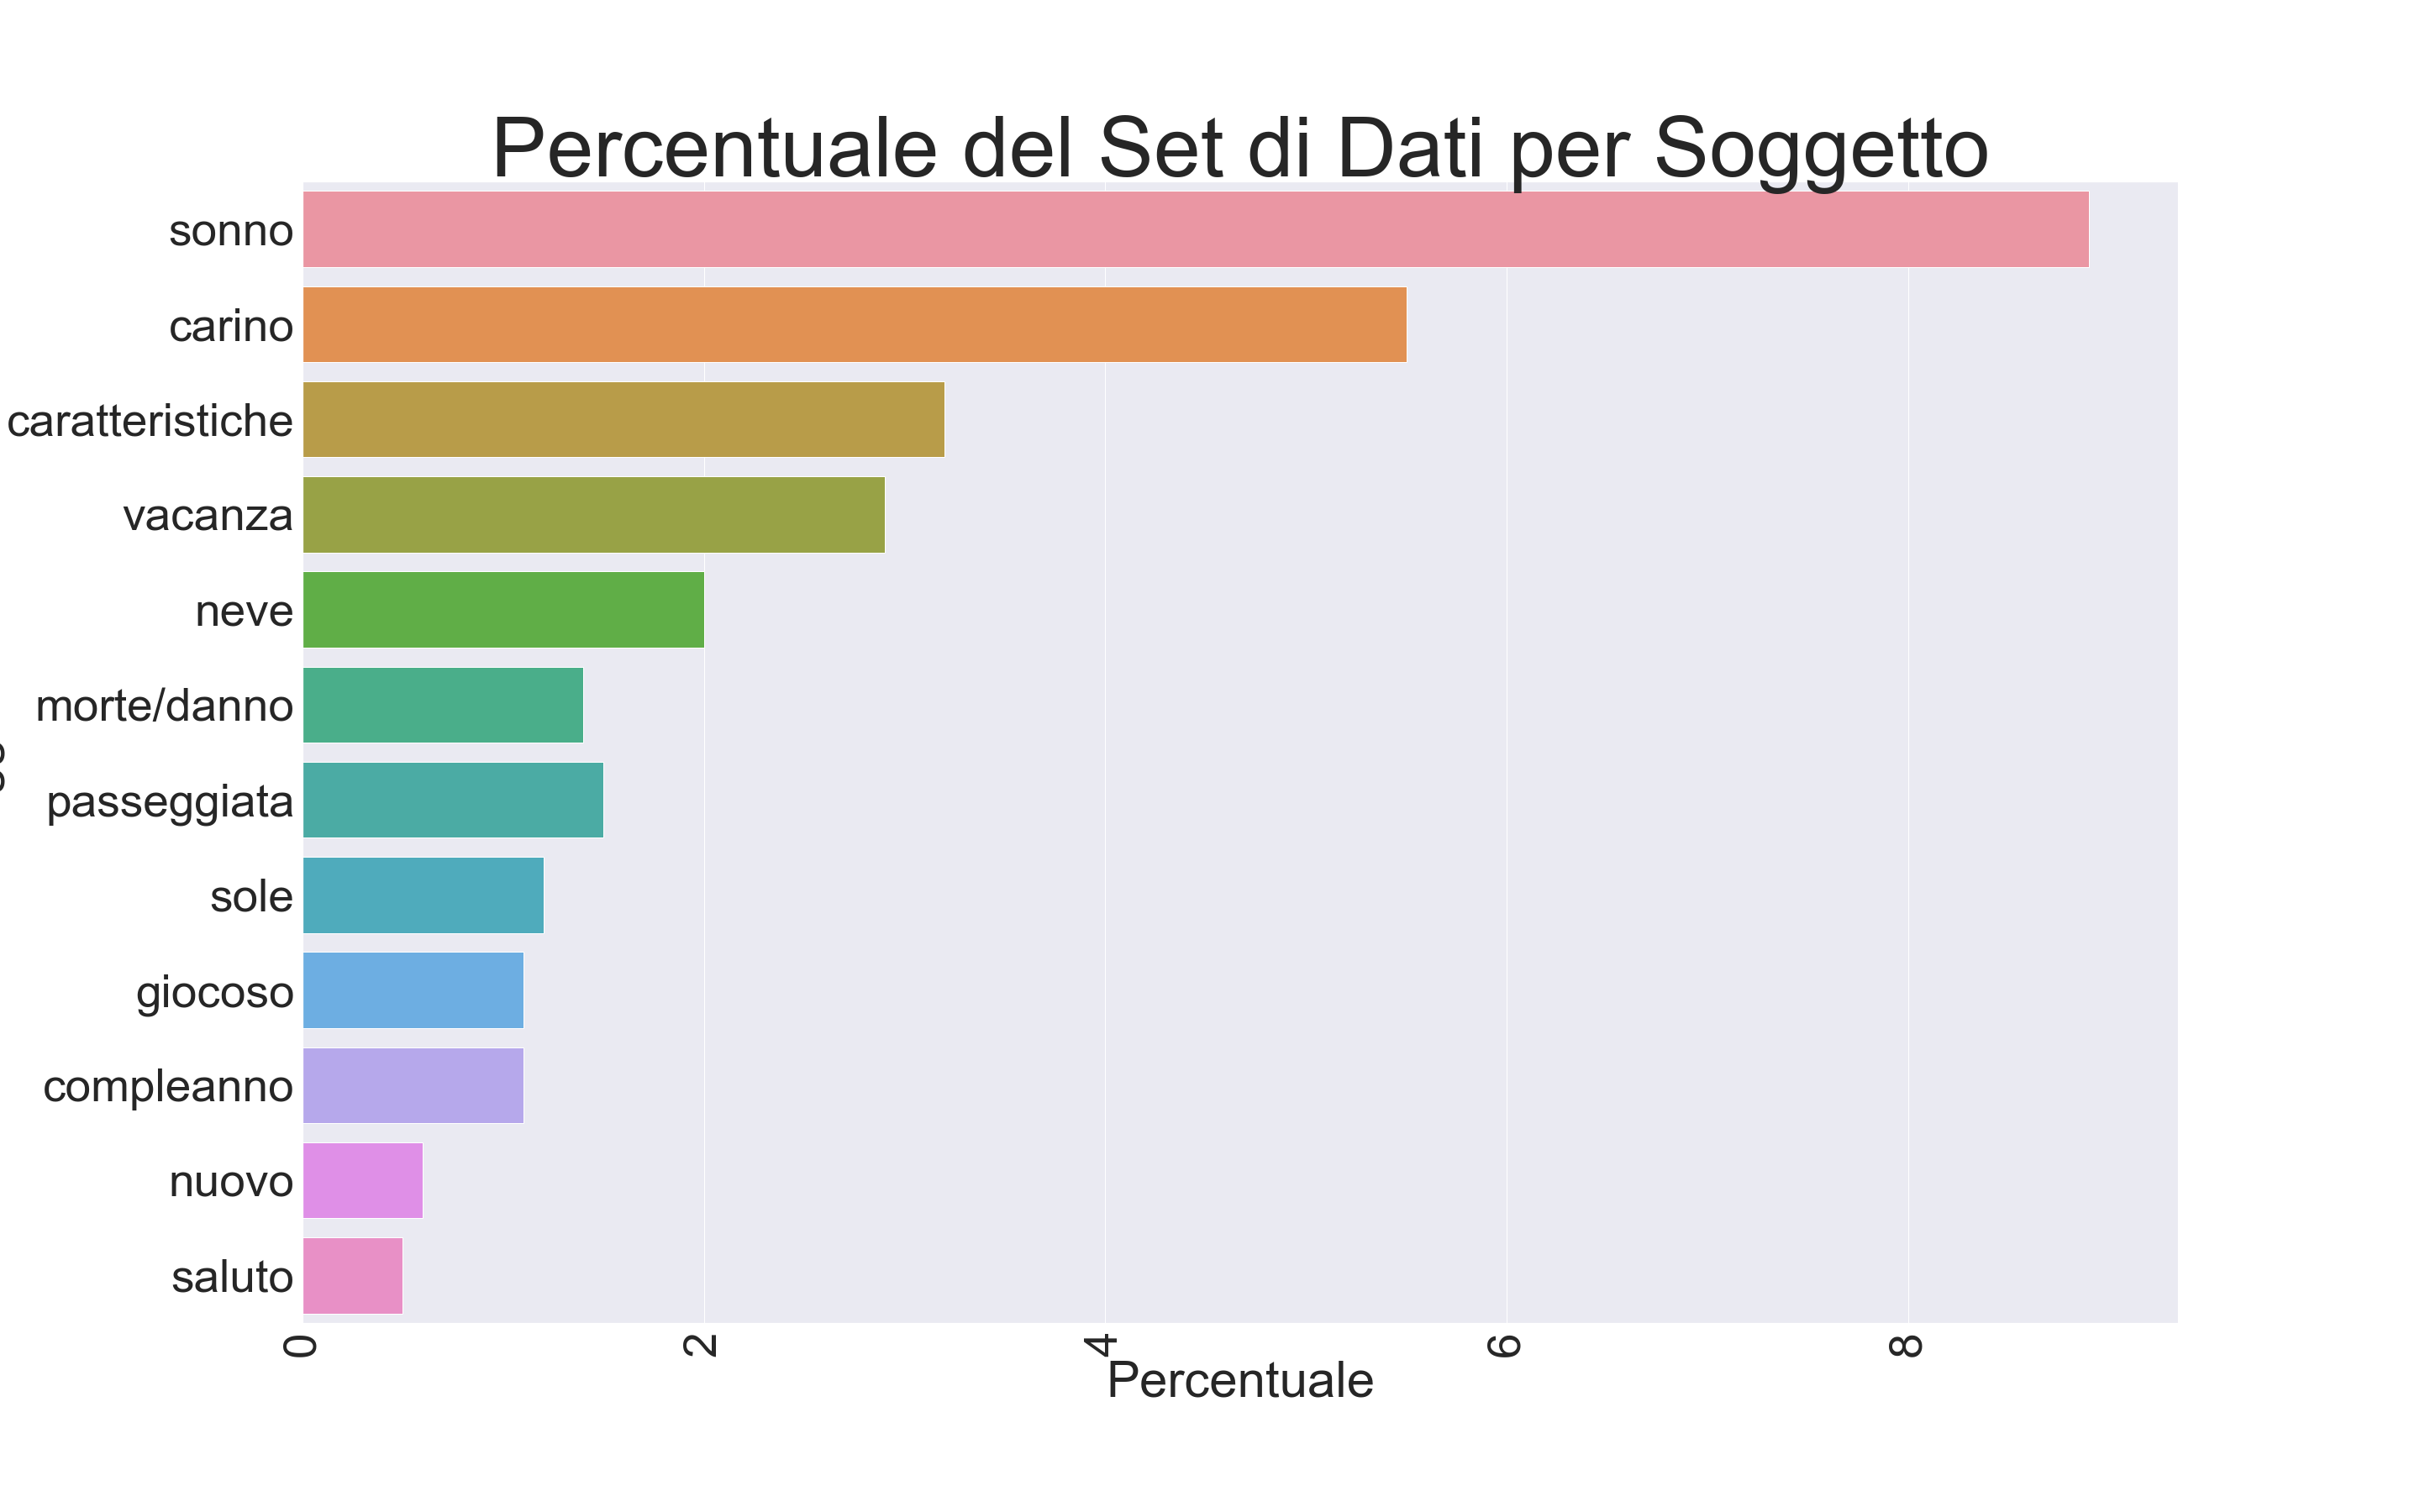 Percentuale del Set di Dati per Soggetto
sonno
carino
caratteristiche
vacanza
neve
morte/danno
passeggiata
sole
giocoso
compleanno
nuovo
saluto
0
2
4
6
8
Percentuale